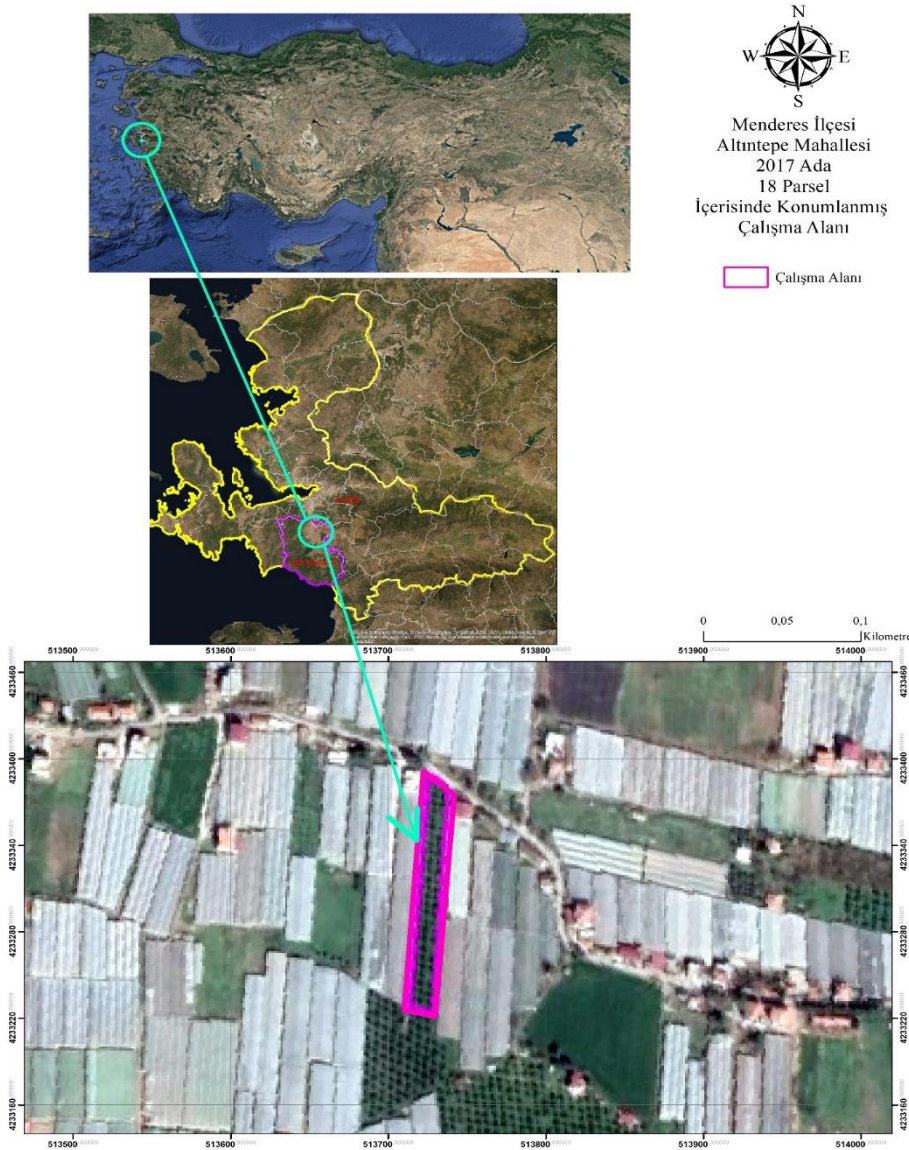 N
W E
S
Menderes İlçesi
Altıntepe Mahallesi
2017 Ada
18 Parsel
İçerisinde Konumlanmış
Çalışma Alanı
Çalışma Alanı
0 0,05 0,1
Kilometre
513500 513600 513700 513800 513900 514000
4233460 4233460
4233400 4233400
4233340 4233340
4233280 4233280
4233220 4233220
4233160 4233160
513500 513600 513700 513800 513900 514000